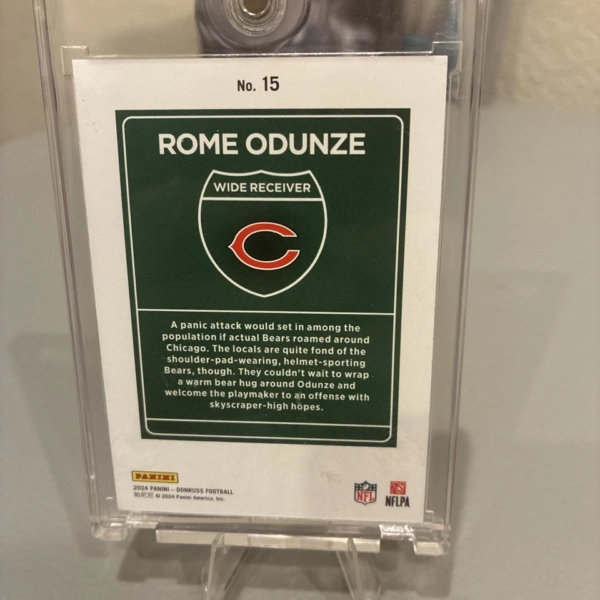 No. 15
ROME ODUNZE
WIDE RECEIVER
A panic attack would set in among the
population if actual Bears roamed around
Chicago. The locals are quite fond of the
shoulder-pad-wearing, helmet-sporting
Bears, though. They couldn't wait to wrap
a warm bear hug around Odunze and
welcome the playmaker to an offense with
skyscraper-high hopes.
PANINI
2024 PANINI – DONRUSS FOOTBALL
© 2024 Panini America, Inc.
NFL
NFLPA